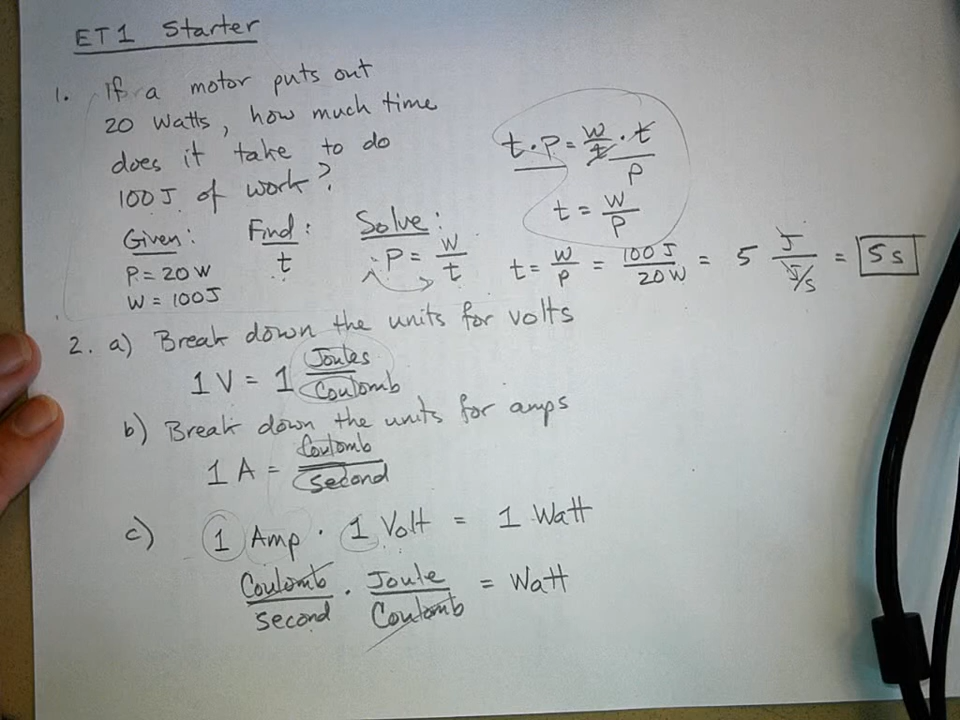 ET1 Starter
1. If a motor puts out
20 Watts, how much time
does it take to do
100 J of work?
Given: Find: Solve:
P = 20 W t P = W/t
W = 100 J
t · P = W/t · t/P
t = W/P
t = W/P = 100 J/20 W = 5 J/J/s = 5 s
2. a) Break down the units for volts
1 V = 1 Joules/Coulomb
b) Break down the units for amps
1 A = Coulomb/second
c) 1 Amp · 1 Volt = 1 Watt
Coulomb/second · Joule/Coulomb = Watt